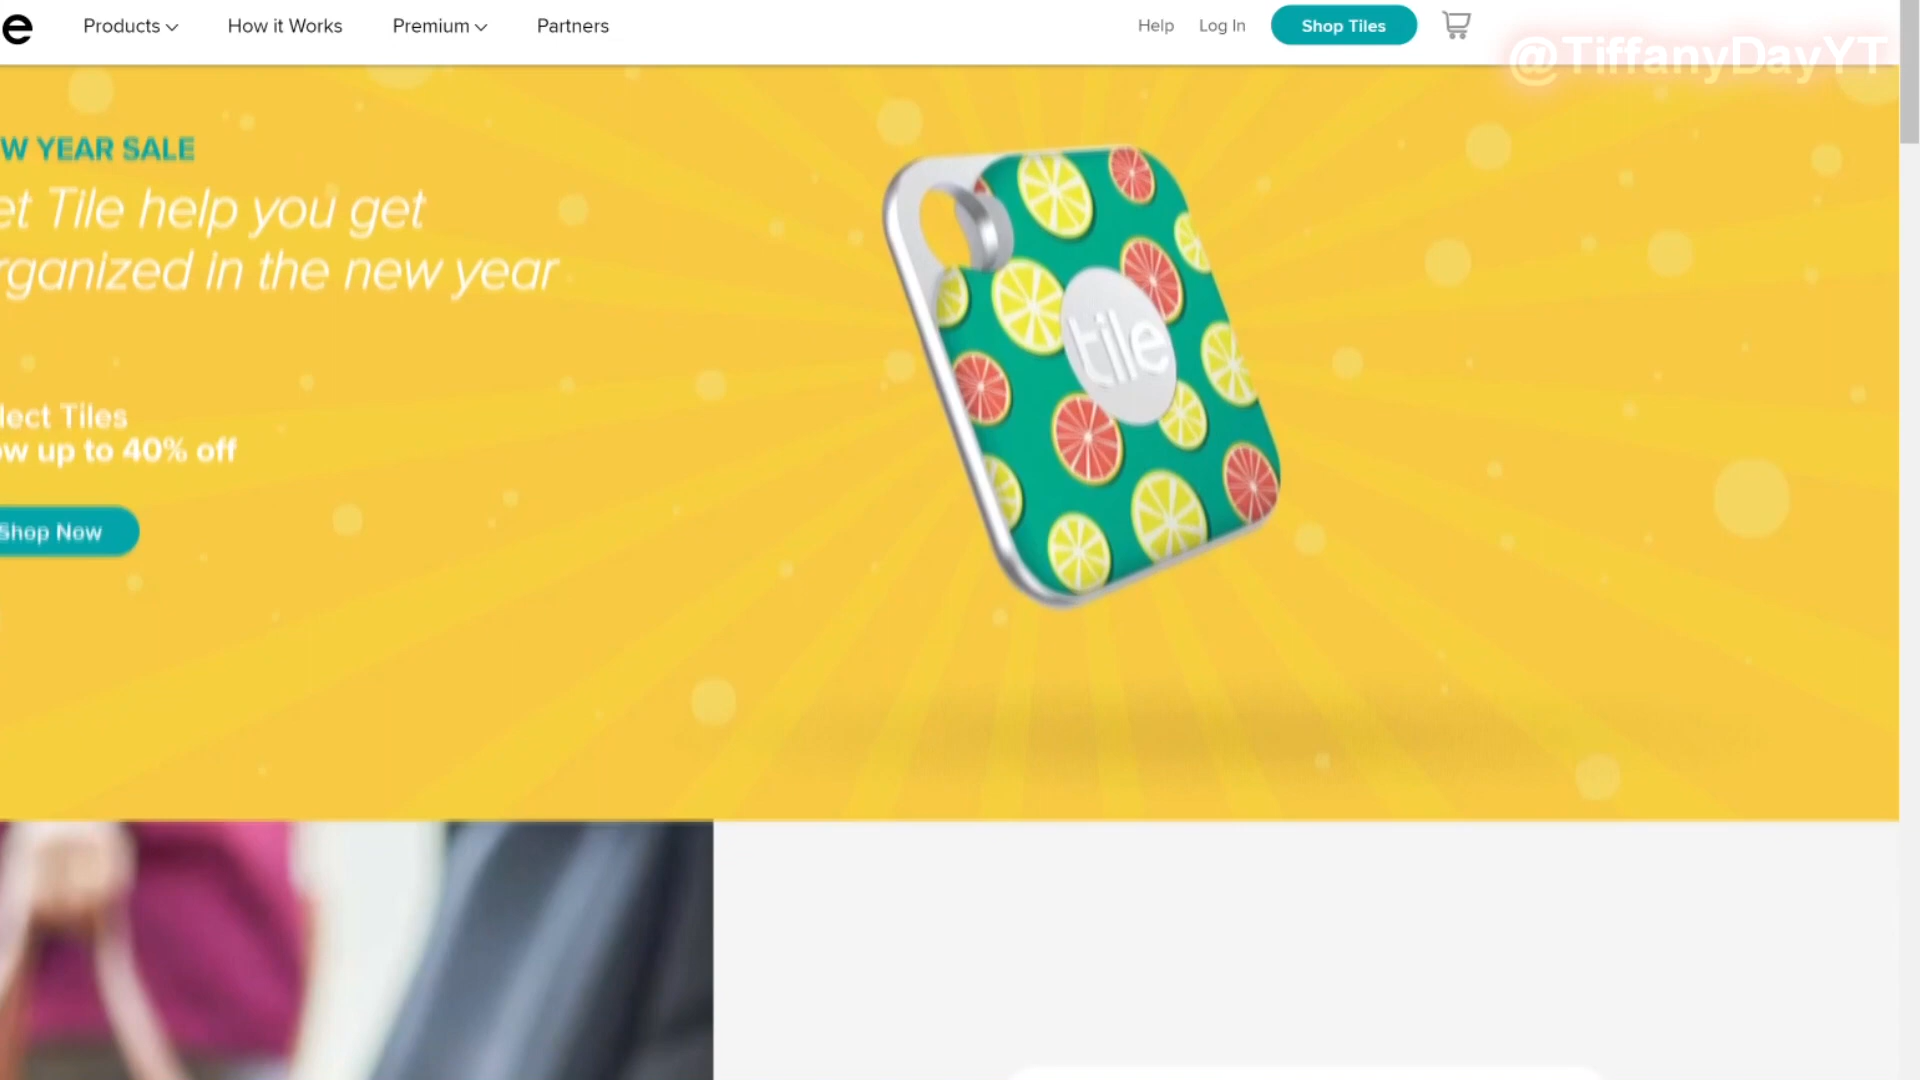 e
Products
How it Works
Premium
Partners
Help
Log In
Shop Tiles
@TiffanyDayYT
W YEAR SALE
et Tile help you get
rganized in the new year
lect Tiles
ow up to 40% off
Shop Now
tile